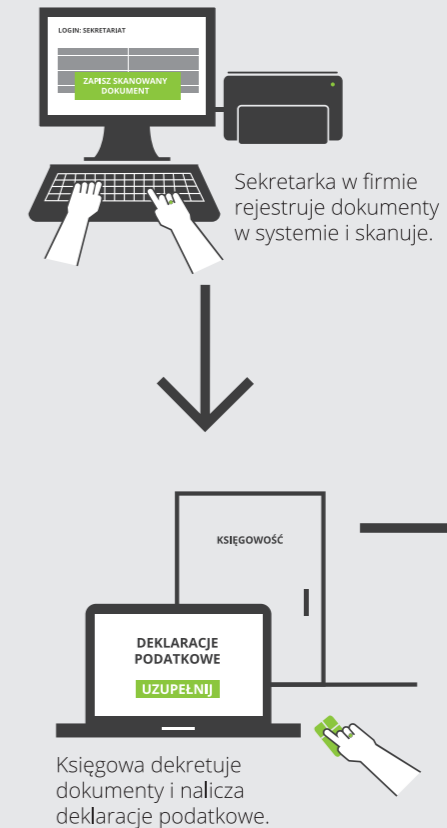 LOGIN: SEKRETARIAT
ZAPISZ SKANOWANY
DOKUMENT
Sekretarka w firmie
rejestruje dokumenty
w systemie i skanuje.
KSIĘGOWOŚĆ
DEKLARACJE
PODATKOWE
UZUPEŁNIJ
Księgowa dekretuje
dokumenty i nalicza
deklaracje podatkowe.